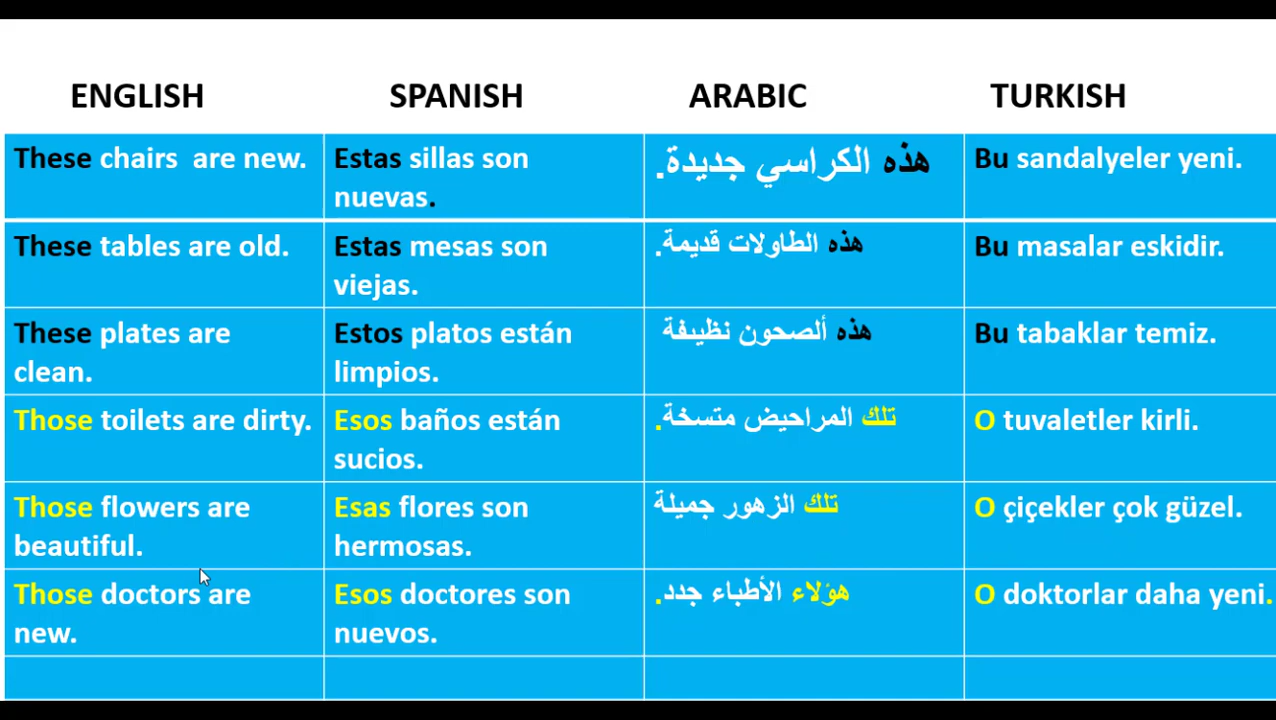 ENGLISH SPANISH ARABIC TURKISH
These chairs are new.
Estas sillas son
nuevas.
هذه الكراسي جديدة.
Bu sandalyeler yeni.
These tables are old.
Estas mesas son
viejas.
هذه الطاولات قديمة.
Bu masalar eskidir.
These plates are
clean.
Estos platos están
limpios.
هذه ألصحون نظييفة
Bu tabaklar temiz.
Those toilets are dirty.
Esos baños están
sucios.
تلك المراحيض متسخة.
O tuvaletler kirli.
Those flowers are
beautiful.
Esas flores son
hermosas.
تلك الزهور جميلة
O çiçekler çok güzel.
Those doctors are
new.
Esos doctores son
nuevos.
هؤلاء الأطباء جدد.
O doktorlar daha yeni.